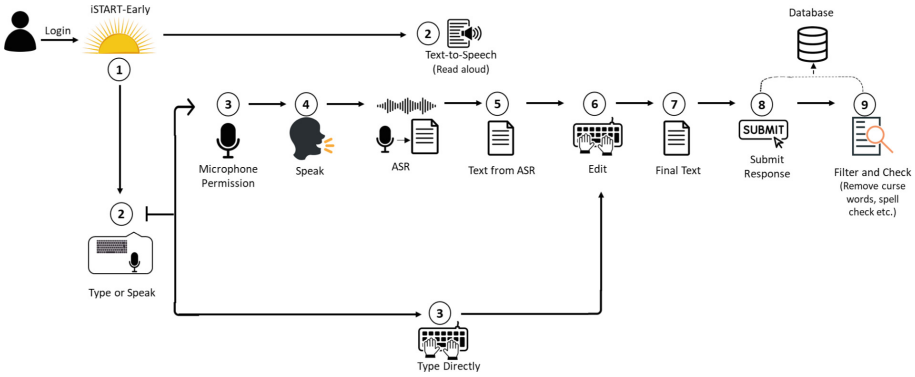 Login
iSTART-Early
1
2
Text-to-Speech
(Read aloud)
Database
3
Microphone
Permission
4
Speak
ASR
5
Text from ASR
6
Edit
7
Final Text
8
SUBMIT
Submit
Response
9
Filter and Check
(Remove curse
words, spell
check etc.)
2
Type or Speak
3
Type Directly